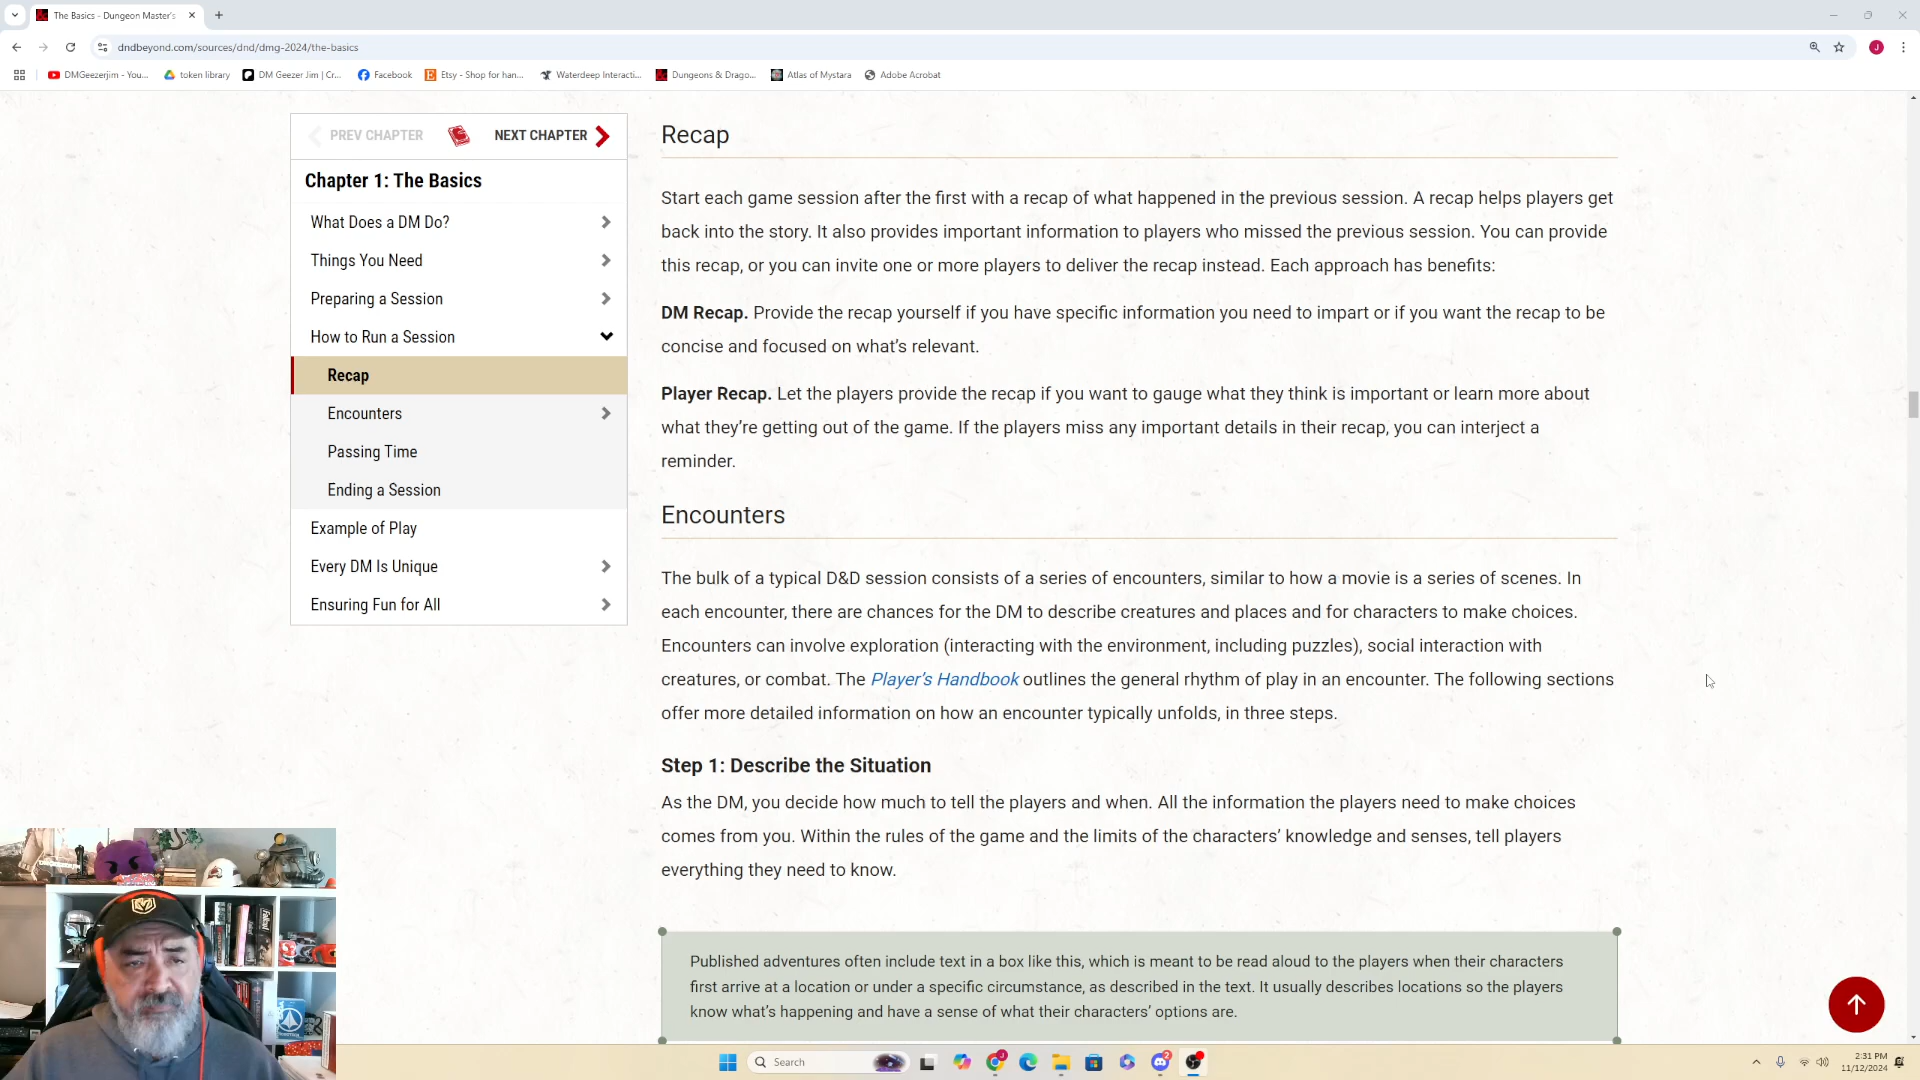 The Basics - Dungeon Master's
dndbeyond.com/sources/dnd/dmg-2024/the-basics
J
DMGeezerjim - You...
token library
DM Geezer Jim | Cr...
Facebook
Etsy - Shop for han...
Waterdeep Interacti...
Dungeons & Drago...
Atlas of Mystara
Adobe Acrobat
PREV CHAPTER
NEXT CHAPTER
Chapter 1: The Basics
What Does a DM Do?
Things You Need
Preparing a Session
How to Run a Session
Recap
Encounters
Passing Time
Ending a Session
Example of Play
Every DM Is Unique
Ensuring Fun for All
Recap
Start each game session after the first with a recap of what happened in the previous session. A recap helps players get
back into the story. It also provides important information to players who missed the previous session. You can provide
this recap, or you can invite one or more players to deliver the recap instead. Each approach has benefits:
DM Recap. Provide the recap yourself if you have specific information you need to impart or if you want the recap to be
concise and focused on what’s relevant.
Player Recap. Let the players provide the recap if you want to gauge what they think is important or learn more about
what they’re getting out of the game. If the players miss any important details in their recap, you can interject a
reminder.
Encounters
The bulk of a typical D&D session consists of a series of encounters, similar to how a movie is a series of scenes. In
each encounter, there are chances for the DM to describe creatures and places and for characters to make choices.
Encounters can involve exploration (interacting with the environment, including puzzles), social interaction with
creatures, or combat. The Player’s Handbook outlines the general rhythm of play in an encounter. The following sections
offer more detailed information on how an encounter typically unfolds, in three steps.
Step 1: Describe the Situation
As the DM, you decide how much to tell the players and when. All the information the players need to make choices
comes from you. Within the rules of the game and the limits of the characters’ knowledge and senses, tell players
everything they need to know.
Published adventures often include text in a box like this, which is meant to be read aloud to the players when their characters
first arrive at a location or under a specific circumstance, as described in the text. It usually describes locations so the players
know what’s happening and have a sense of what their characters’ options are.
Search
J
2
2:31 PM
11/12/2024